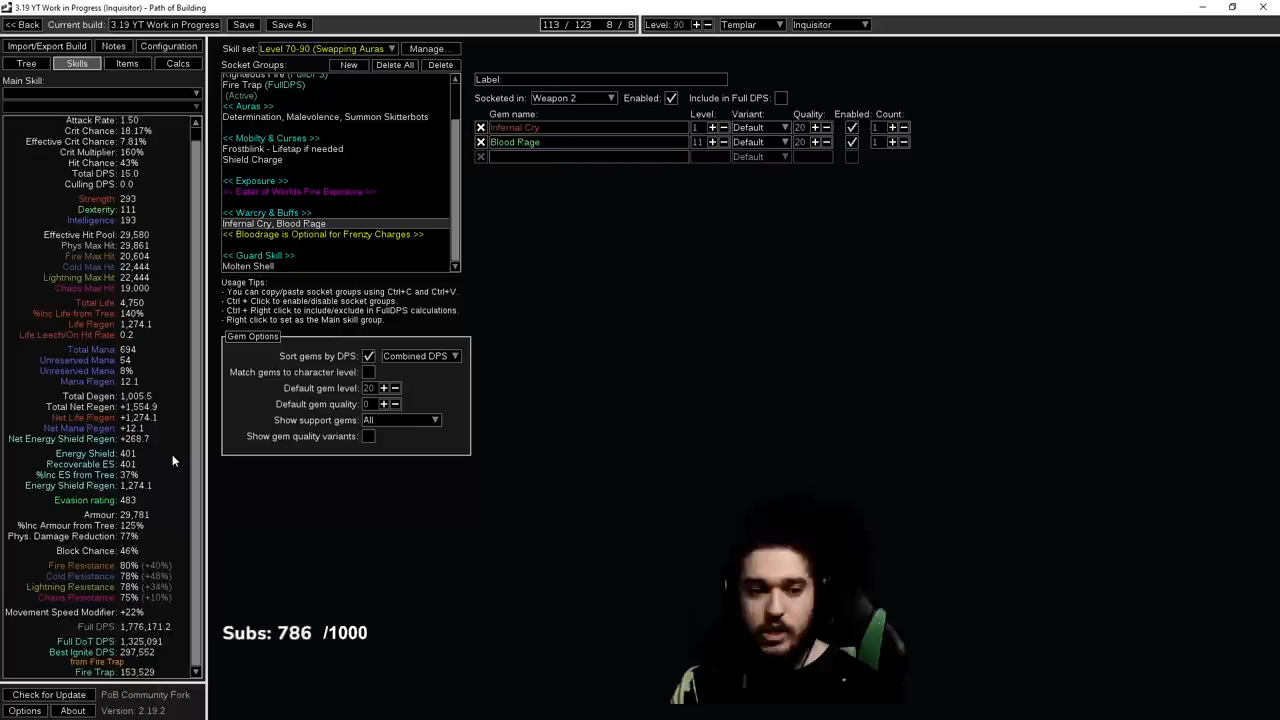 3.19 YT Work in Progress (Inquisitor) - Path of Building
<< Back
Current build: 3.19 YT Work in Progress
Save
Save As
113 / 123 8 / 8
Level: 90
Templar
Inquisitor
Import/Export Build
Notes
Configuration
Tree
Skills
Items
Calcs
Main Skill:
Attack Rate: 1.50
Crit Chance: 18.17%
Effective Crit Chance: 7.81%
Crit Multiplier: 160%
Hit Chance: 43%
Total DPS: 15.0
Culling DPS: 0.0
Strength: 293
Dexterity: 111
Intelligence: 193
Effective Hit Pool: 29,580
Phys Max Hit: 29,861
Fire Max Hit: 20,604
Cold Max Hit: 22,444
Lightning Max Hit: 22,444
Chaos Max Hit: 19,000
Total Life: 4,750
%Inc Life from Tree: 140%
Life Regen: 1,274.1
Life Leech/On Hit Rate: 0.2
Total Mana: 694
Unreserved Mana: 54
Unreserved Mana: 8%
Mana Regen: 12.1
Total Degen: 1,005.5
Total Net Regen: +1,554.9
Net Life Regen: +1,274.1
Net Mana Regen: +12.1
Net Energy Shield Regen: +268.7
Energy Shield: 401
Recoverable ES: 401
%Inc ES from Tree: 37%
Energy Shield Regen: 1,274.1
Evasion rating: 483
Armour: 29,781
%Inc Armour from Tree: 125%
Phys. Damage Reduction: 77%
Block Chance: 46%
Fire Resistance: 80% (+40%)
Cold Resistance: 78% (+48%)
Lightning Resistance: 78% (+34%)
Chaos Resistance: 75% (+10%)
Movement Speed Modifier: +22%
Full DPS: 1,776,171.2
Full DoT DPS: 1,325,091
Best Ignite DPS: 297,552
from Fire Trap
Fire Trap: 153,529
Check for Update
PoB Community Fork
Options
About
Version: 2.19.2
Skill set: Level 70-90 (Swapping Auras
Manage...
Socket Groups:
New
Delete All
Delete
Righteous Fire (FullDPS)
Fire Trap (FullDPS)
(Active)
<< Auras >>
Determination, Malevolence, Summon Skitterbots
<< Mobilty & Curses >>
Frostblink - Lifetap if needed
Shield Charge
<< Exposure >>
<< Eater of Worlds Fire Exposure >>
<< Warcry & Buffs >>
Infernal Cry, Blood Rage
<< Bloodrage is Optional for Frenzy Charges >>
<< Guard Skill >>
Molten Shell
Usage Tips:
- You can copy/paste socket groups using Ctrl+C and Ctrl+V.
- Ctrl + Click to enable/disable socket groups.
- Ctrl + Right click to include/exclude in FullDPS calculations.
- Right click to set as the Main skill group.
Gem Options
Sort gems by DPS:
Combined DPS
Match gems to character level:
Default gem level: 20
Default gem quality: 0
Show support gems: All
Show gem quality variants:
Label:
Socketed in: Weapon 2
Enabled:
Include in Full DPS:
Gem name: Level: Variant: Quality: Enabled: Count:
Infernal Cry 1 Default 20 1
Blood Rage 11 Default 20 1
Default
Subs: 786 /1000